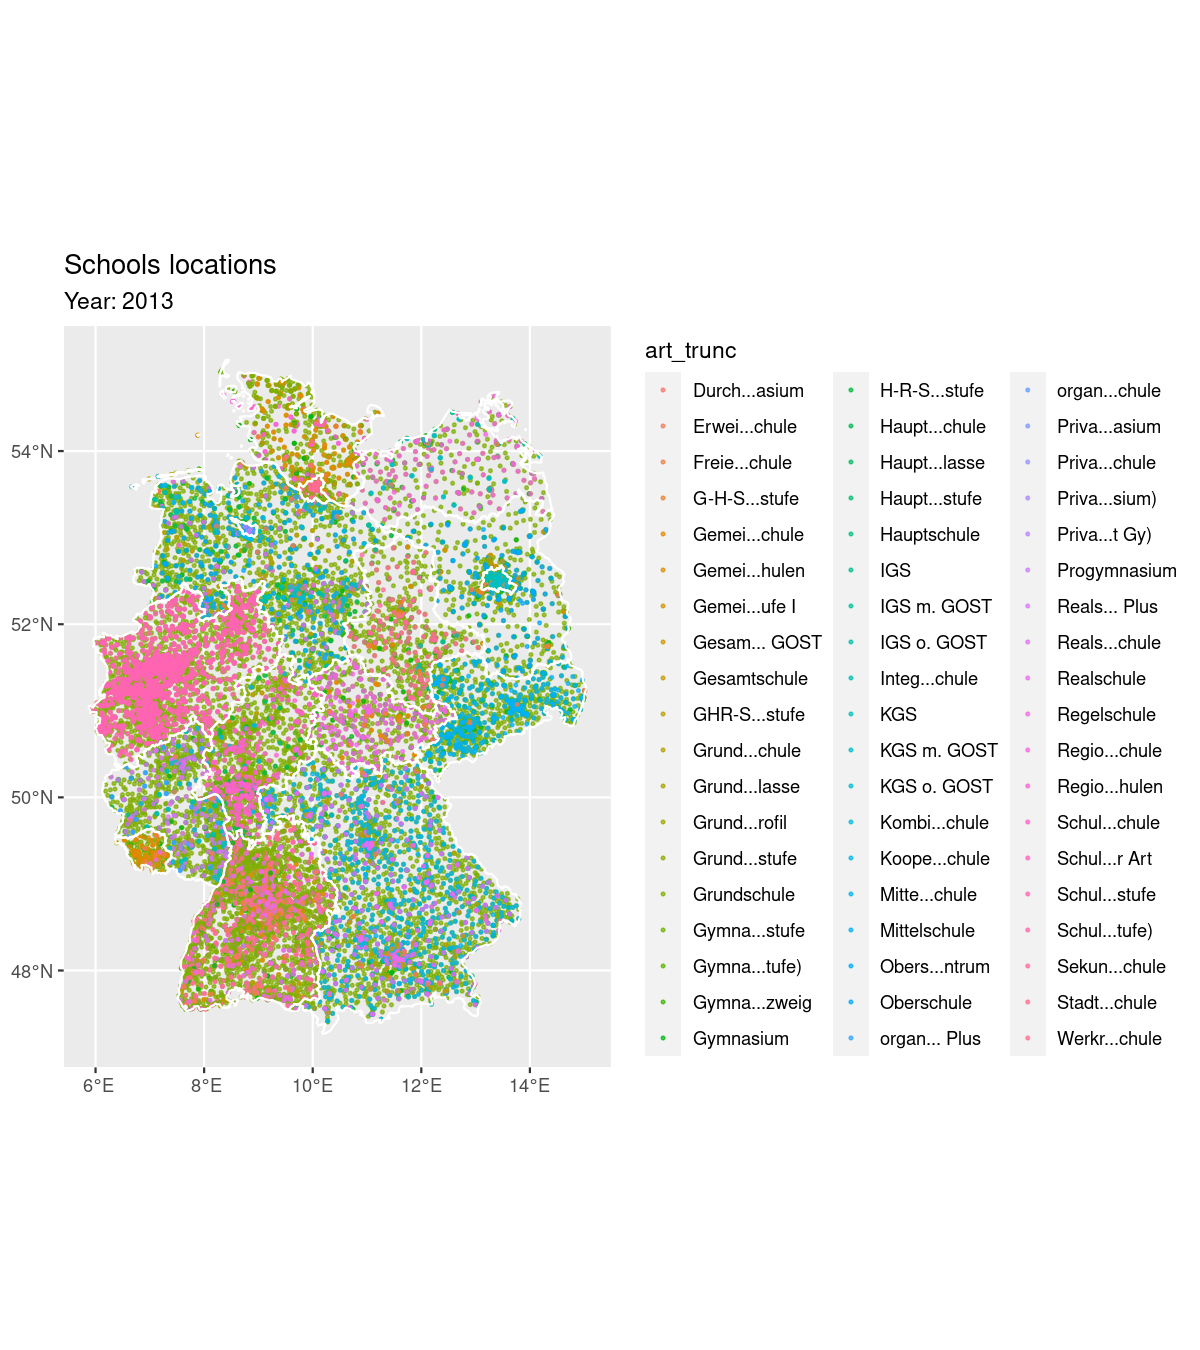 Schools locations
Year: 2013
54°N
52°N
50°N
48°N
6°E
8°E
10°E
12°E
14°E
art_trunc
Durch...asium
Erwei...chule
Freie...chule
G-H-S...stufe
Gemei...chule
Gemei...hulen
Gemei...ufe I
Gesam... GOST
Gesamtschule
GHR-S...stufe
Grund...chule
Grund...lasse
Grund...rofil
Grund...stufe
Grundschule
Gymna...stufe
Gymna...tufe)
Gymna...zweig
Gymnasium
H-R-S...stufe
Haupt...chule
Haupt...lasse
Haupt...stufe
Hauptschule
IGS
IGS m. GOST
IGS o. GOST
Integ...chule
KGS
KGS m. GOST
KGS o. GOST
Kombi...chule
Koope...chule
Mitte...chule
Mittelschule
Obers...ntrum
Oberschule
organ... Plus
organ...chule
Priva...asium
Priva...chule
Priva...sium)
Priva...t Gy)
Progymnasium
Reals... Plus
Reals...chule
Realschule
Regelschule
Regio...chule
Regio...hulen
Schul...chule
Schul...r Art
Schul...stufe
Schul...tufe)
Sekun...chule
Stadt...chule
Werkr...chule